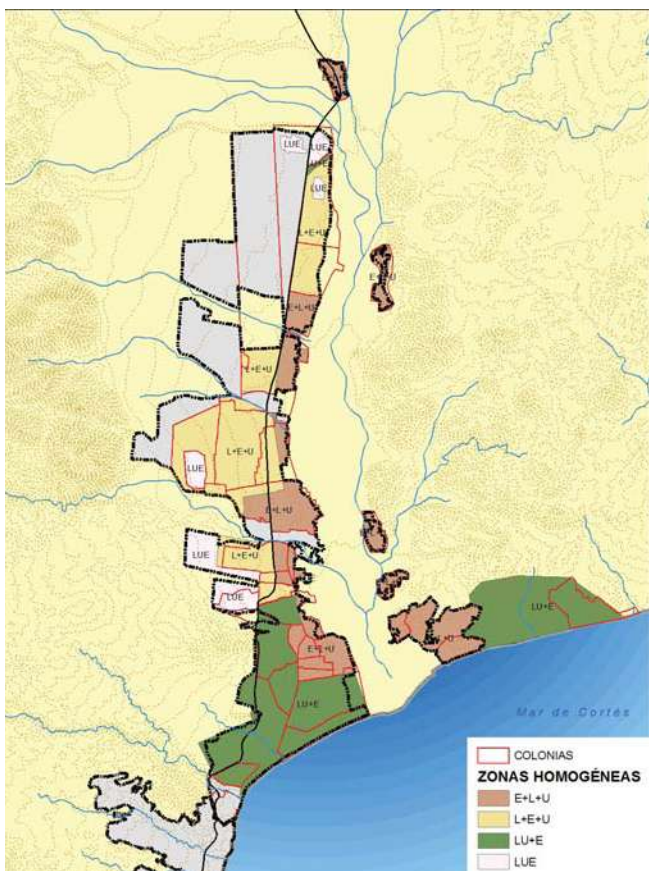 LUE
LUE
U+E
LUE
L+E+U
E+L+U
E+L+U
L+E+U
L+E+U
LUE
E+L+U
LUE
L+E+U
LUE
LU+E
E+L+U
LU+E
Mar de Cortés
COLONIAS
ZONAS HOMOGÉNEAS
E+L+U
L+E+U
LU+E
LUE